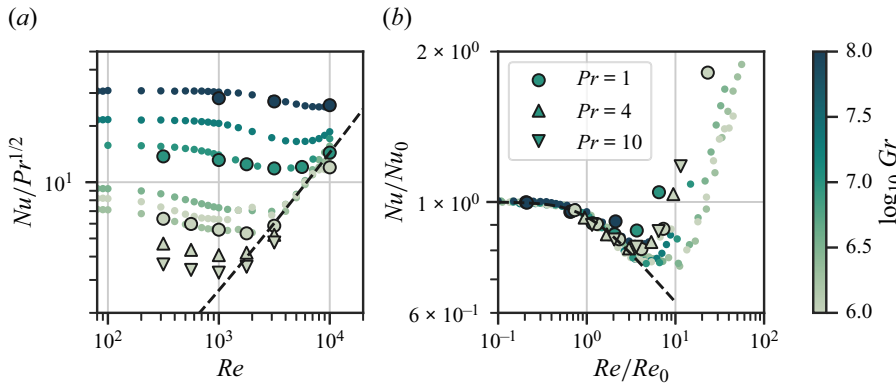 (a)
(b)
Nu/Pr^{1/2}
10^1
10^2
10^3
10^4
Re
Nu/Nu_0
2 × 10^0
1 × 10^0
6 × 10^{−1}
Pr = 1
Pr = 4
Pr = 10
10^{−1}
10^0
10^1
10^2
Re/Re_0
8.0
7.5
7.0
6.5
6.0
log_{10} Gr